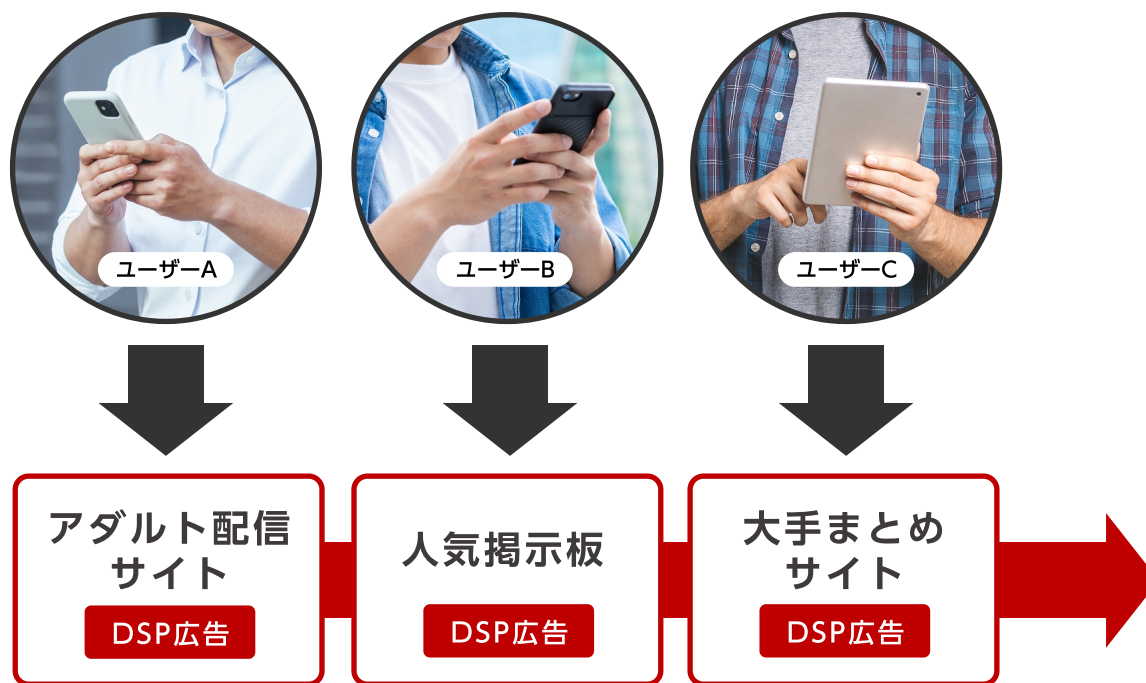 ユーザーA
ユーザーB
ユーザーC
アダルト配信
サイト
DSP広告
人気掲示板
DSP広告
大手まとめ
サイト
DSP広告